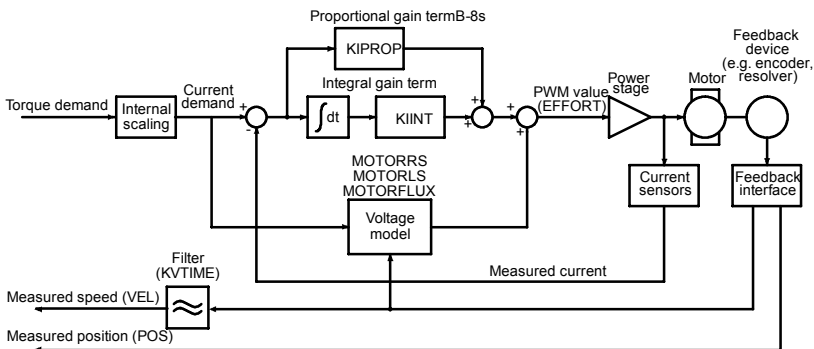 Proportional gain termB-8s
KIPROP
Feedback
device
(e.g. encoder,
resolver)
Torque demand
Internal
scaling
Current
demand
+
-
Integral gain term
∫dt
KIINT
+
+
+
+
PWM value
(EFFORT)
Power
stage
Motor
MOTORRS
MOTORLS
MOTORFLUX
Voltage
model
Current
sensors
Feedback
interface
Filter
(KVTIME)
Measured current
Measured speed (VEL)
Measured position (POS)